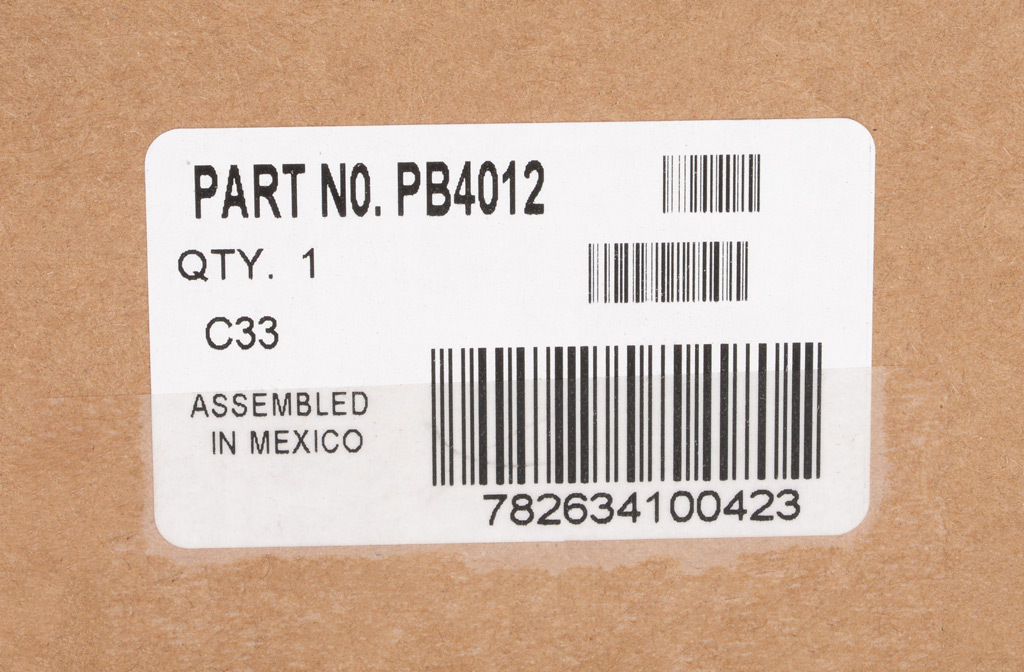 PART NO. PB4012
QTY. 1
C33
ASSEMBLED
IN MEXICO
782634100423